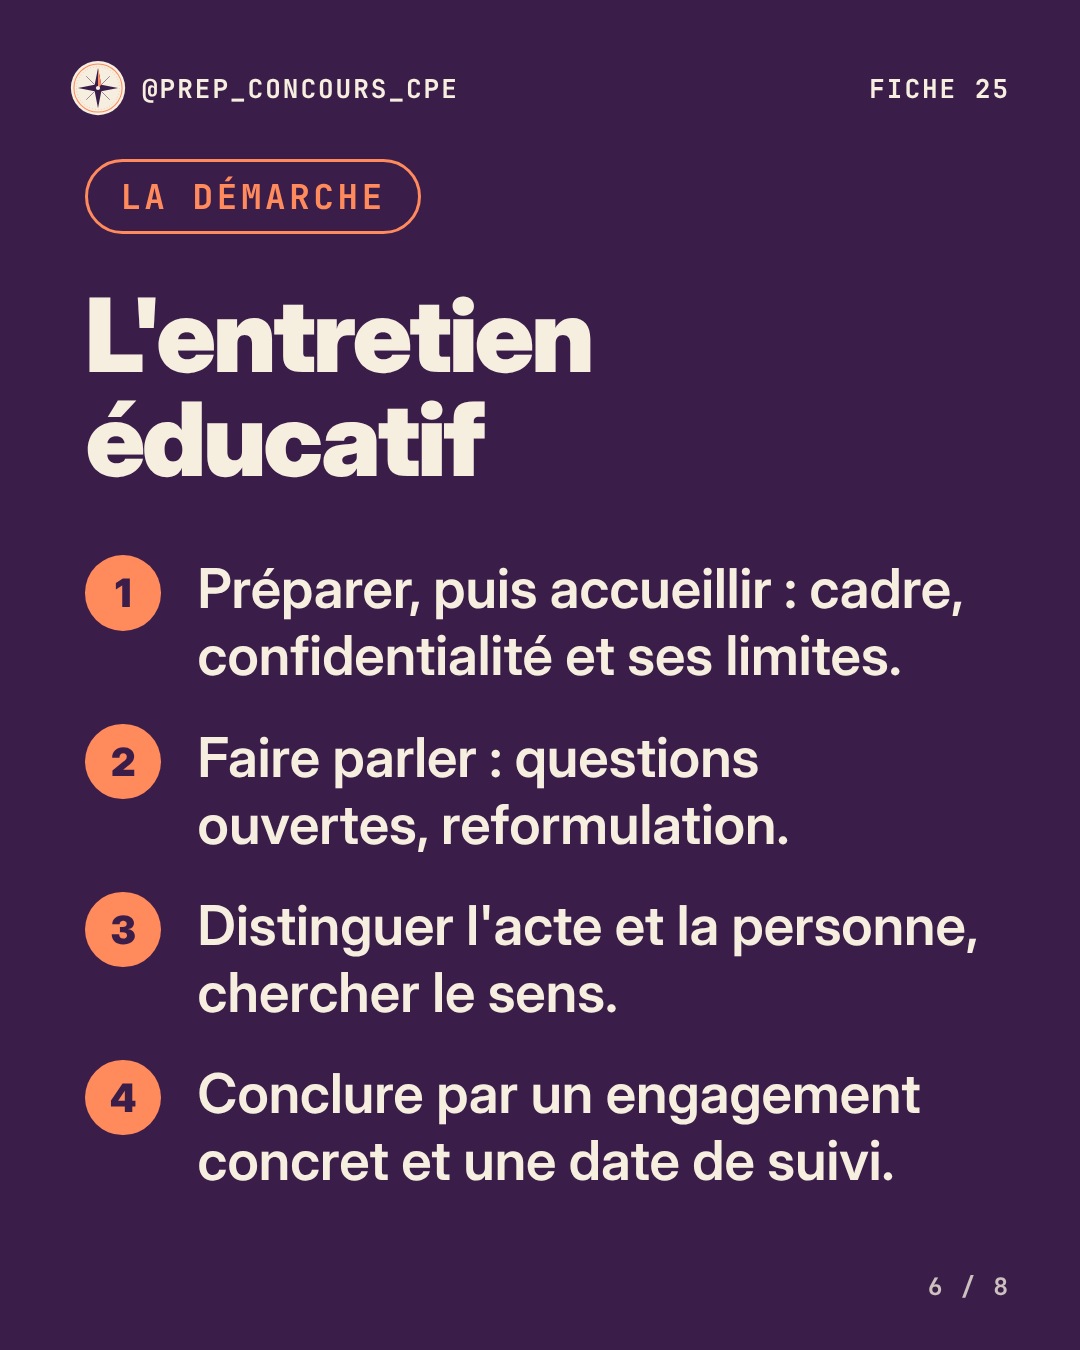 @PREP_CONCOURS_CPE
FICHE 25
LA DÉMARCHE
L'entretien
éducatif
1 Préparer, puis accueillir : cadre,
confidentialité et ses limites.
2 Faire parler : questions
ouvertes, reformulation.
3 Distinguer l'acte et la personne,
chercher le sens.
4 Conclure par un engagement
concret et une date de suivi.
6 / 8